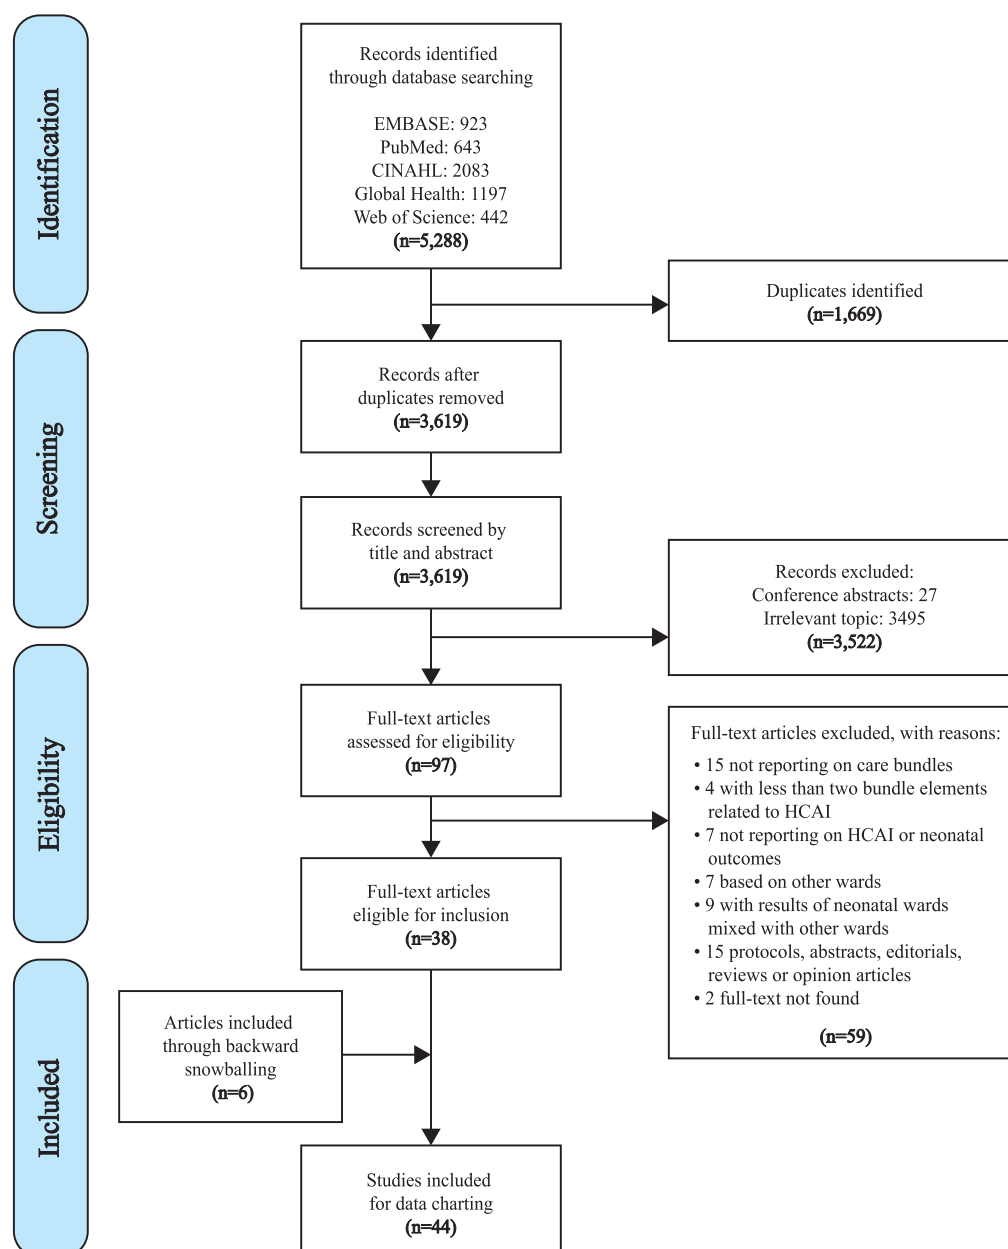 Identification
Records identified
through database searching
EMBASE: 923
PubMed: 643
CINAHL: 2083
Global Health: 1197
Web of Science: 442
(n=5,288)
Duplicates identified
(n=1,669)
Screening
Records after
duplicates removed
(n=3,619)
Records screened by
title and abstract
(n=3,619)
Records excluded:
Conference abstracts: 27
Irrelevant topic: 3495
(n=3,522)
Eligibility
Full-text articles
assessed for eligibility
(n=97)
Full-text articles excluded, with reasons:
• 15 not reporting on care bundles
• 4 with less than two bundle elements
related to HCAI
• 7 not reporting on HCAI or neonatal
outcomes
• 7 based on other wards
• 9 with results of neonatal wards
mixed with other wards
• 15 protocols, abstracts, editorials,
reviews or opinion articles
• 2 full-text not found
(n=59)
Full-text articles
eligible for inclusion
(n=38)
Included
Articles included
through backward
snowballing
(n=6)
Studies included
for data charting
(n=44)